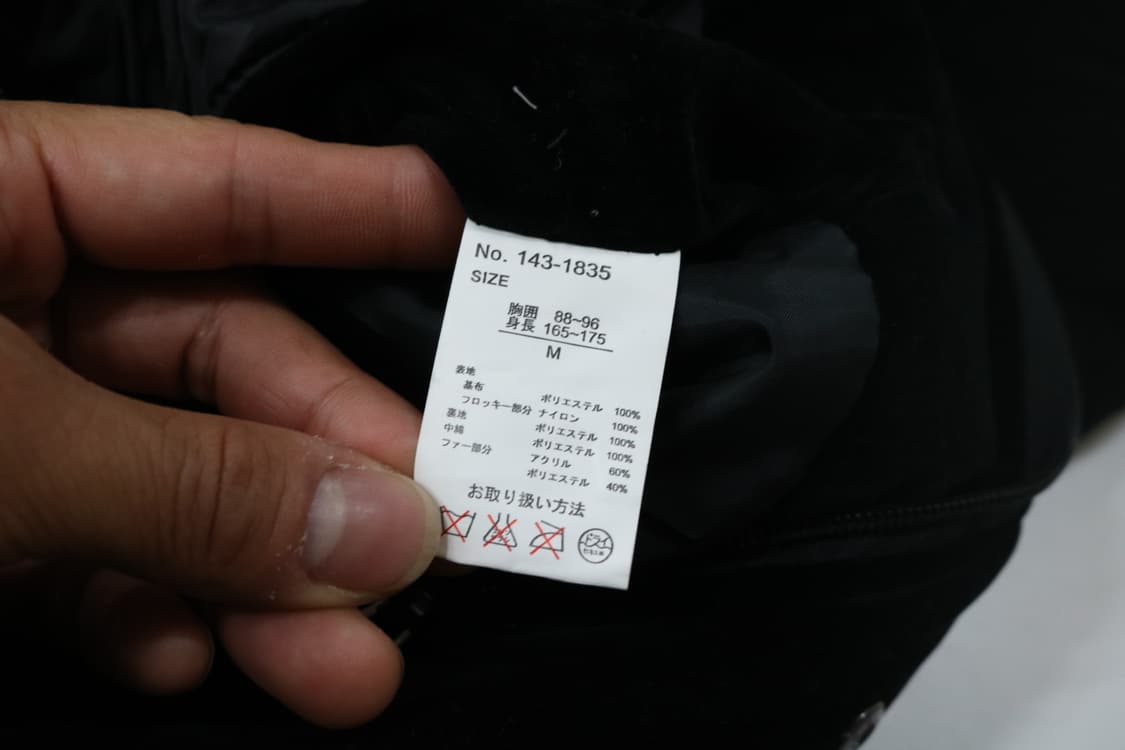 No. 143-1835
SIZE
胸囲 88~96
身長 165~175
M
表地
基布 ポリエステル 100%
フロッキー部分 ナイロン 100%
裏地 ポリエステル 100%
中綿 ポリエステル 100%
ファー部分 アクリル 60%
ポリエステル 40%
お取り扱い方法
ドライ
セキユ系